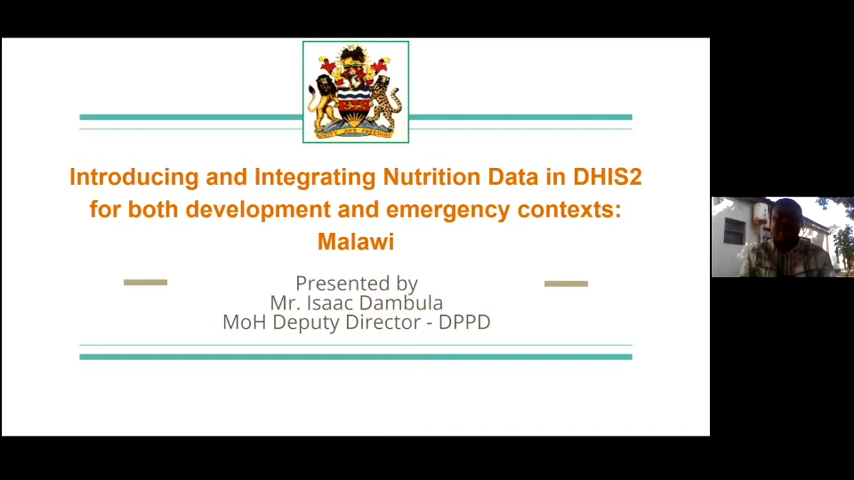 Introducing and Integrating Nutrition Data in DHIS2
for both development and emergency contexts:
Malawi
Presented by
Mr. Isaac Dambula
MoH Deputy Director - DPPD